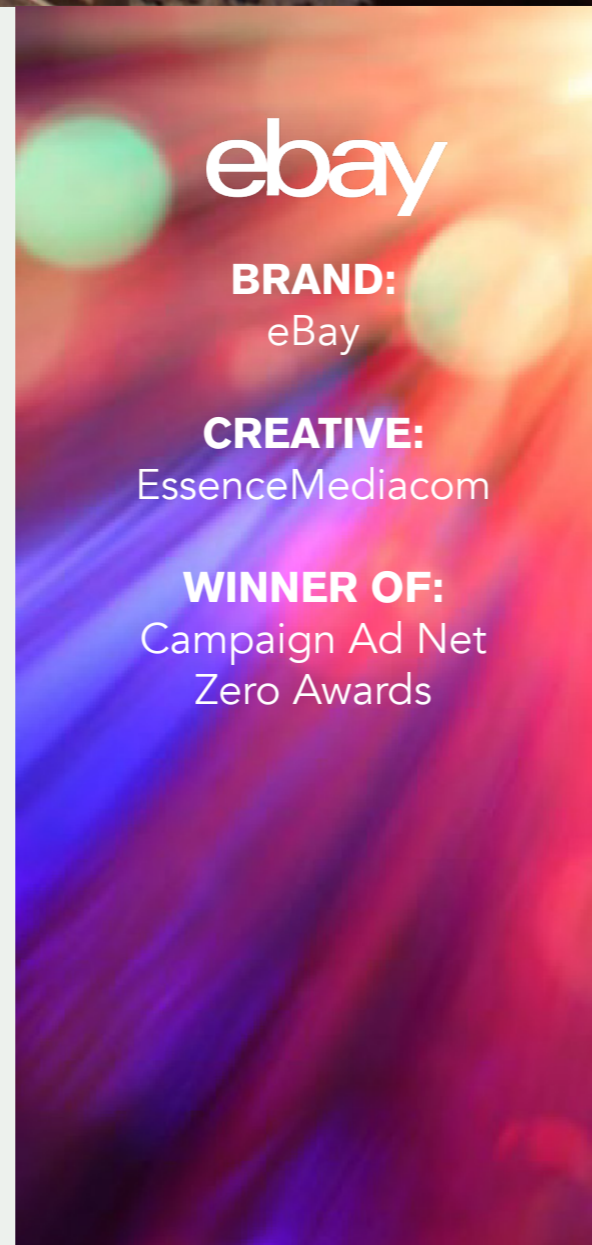 ebay
BRAND:
eBay
CREATIVE:
EssenceMediacom
WINNER OF:
Campaign Ad Net
Zero Awards